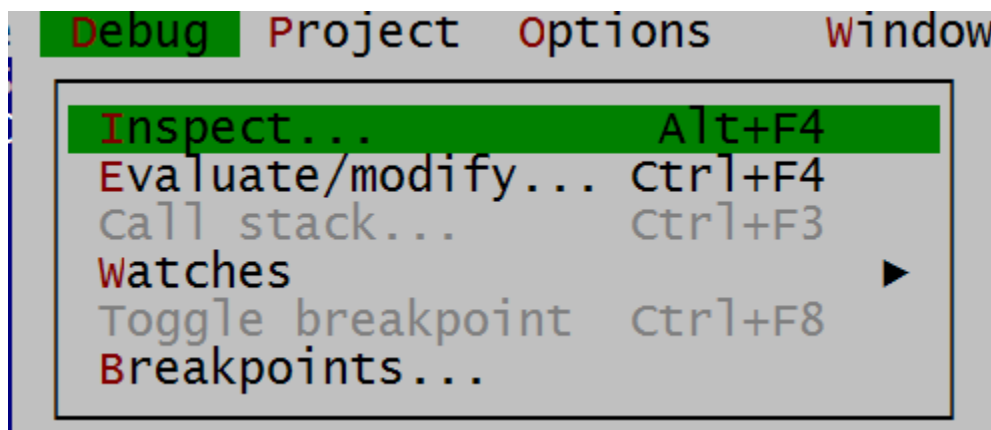 Debug Project Options Window
Inspect... Alt+F4
Evaluate/modify... Ctrl+F4
Call stack... Ctrl+F3
Watches ►
Toggle breakpoint Ctrl+F8
Breakpoints...